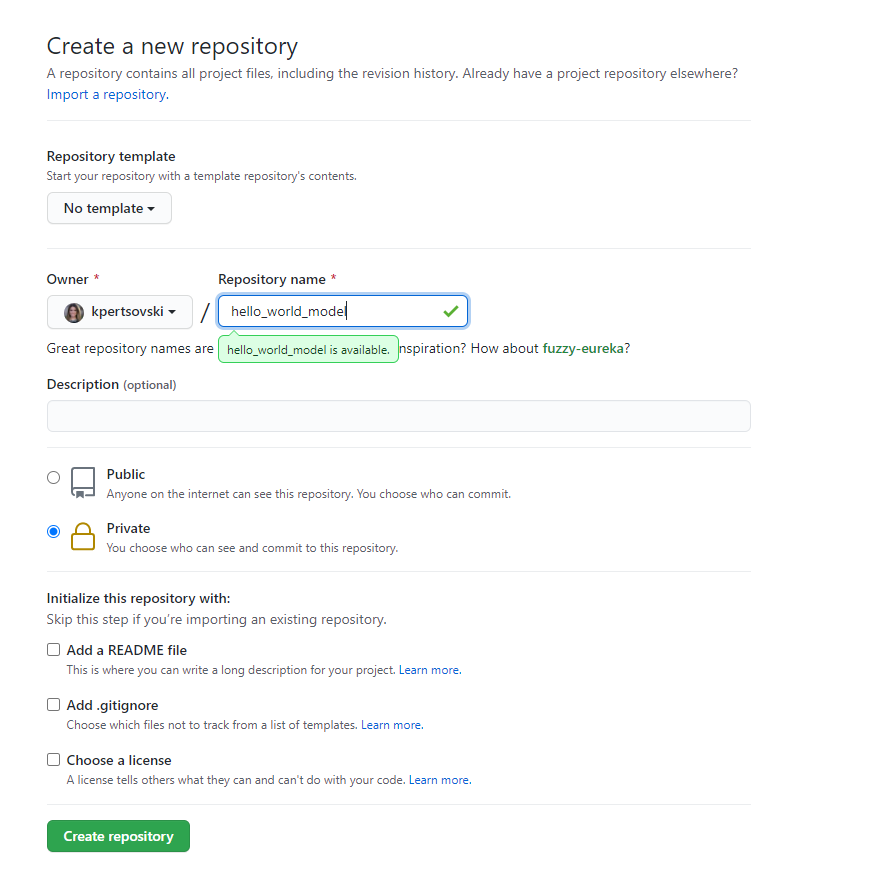 Create a new repository
A repository contains all project files, including the revision history. Already have a project repository elsewhere?
Import a repository.
Repository template
Start your repository with a template repository's contents.
No template
Owner *
Repository name *
kpertsovski
/
hello_world_model
Great repository names are
hello_world_model is available.
nspiration? How about fuzzy-eureka?
Description (optional)
Public
Anyone on the internet can see this repository. You choose who can commit.
Private
You choose who can see and commit to this repository.
Initialize this repository with:
Skip this step if you're importing an existing repository.
Add a README file
This is where you can write a long description for your project. Learn more.
Add .gitignore
Choose which files not to track from a list of templates. Learn more.
Choose a license
A license tells others what they can and can't do with your code. Learn more.
Create repository